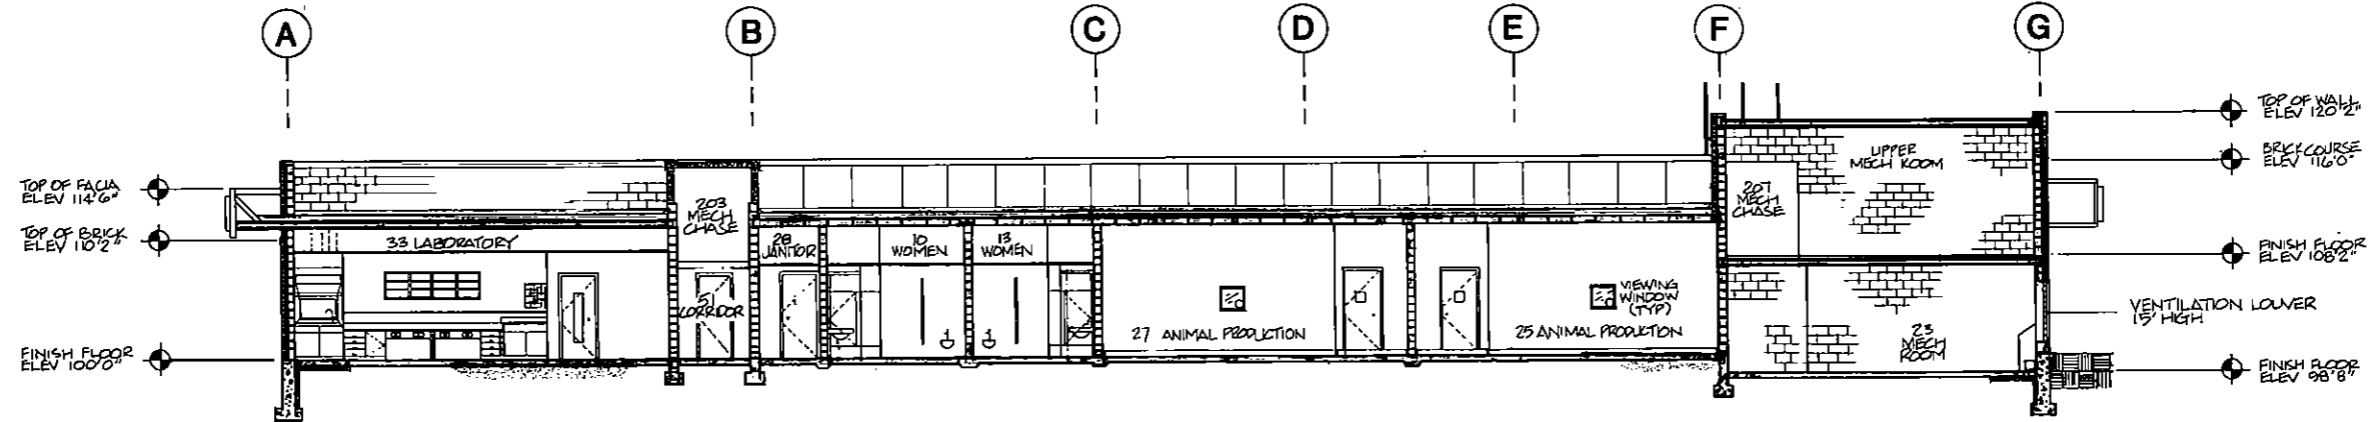 A B C D E F G
TOP OF WALL
ELEV 120'2"
BRICK COURSE
ELEV 116'0"
UPPER
MECH ROOM
TOP OF FACIA
ELEV 114'6"
203
MECH
CHASE
207
MECH
CHASE
TOP OF BRICK
ELEV 110'2"
33 LABORATORY
28
JANITOR
10
WOMEN
13
WOMEN
FINISH FLOOR
ELEV 108'2"
51
CORRIDOR
VIEWING
WINDOW
(TYP)
VENTILATION LOUVER
15' HIGH
27 ANIMAL PRODUCTION
25 ANIMAL PRODUCTION
23
MECH
ROOM
FINISH FLOOR
ELEV 100'0"
FINISH FLOOR
ELEV 98'8"